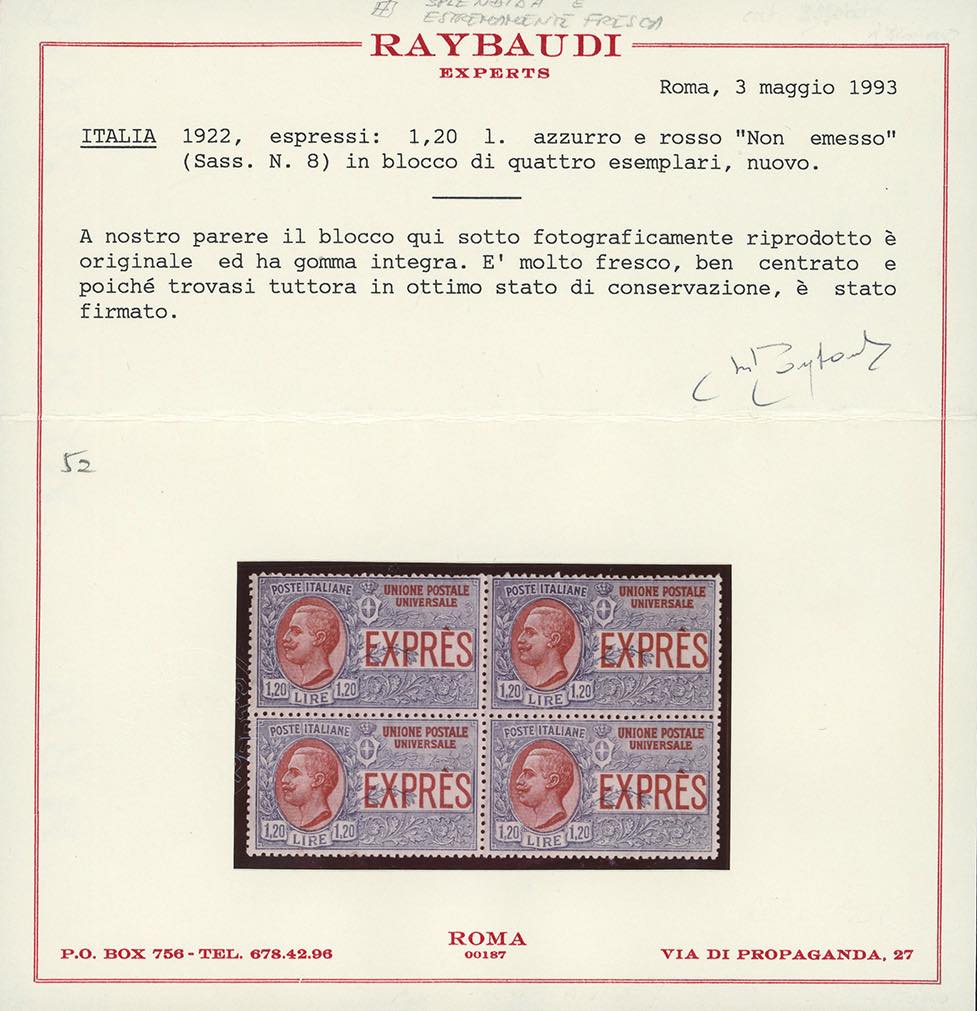 SPLENDIDA E
ESTREMAMENTE FRESCA
RAYBAUDI
EXPERTS
Roma, 3 maggio 1993
ITALIA 1922, espressi: 1,20 l. azzurro e rosso "Non emesso"
(Sass. N. 8) in blocco di quattro esemplari, nuovo.
A nostro parere il blocco qui sotto fotograficamente riprodotto è
originale ed ha gomma integra. E' molto fresco, ben centrato e
poiché trovasi tuttora in ottimo stato di conservazione, è stato
firmato.
52
POSTE ITALIANE UNIONE POSTALE
UNIVERSALE
EXPRÈS
1,20 LIRE 1,20
POSTE ITALIANE UNIONE POSTALE
UNIVERSALE
EXPRÈS
1,20 LIRE 1,20
POSTE ITALIANE UNIONE POSTALE
UNIVERSALE
EXPRÈS
1,20 LIRE 1,20
POSTE ITALIANE UNIONE POSTALE
UNIVERSALE
EXPRÈS
1,20 LIRE 1,20
ROMA
00187
P.O. BOX 756 - TEL. 678.42.96
VIA DI PROPAGANDA, 27